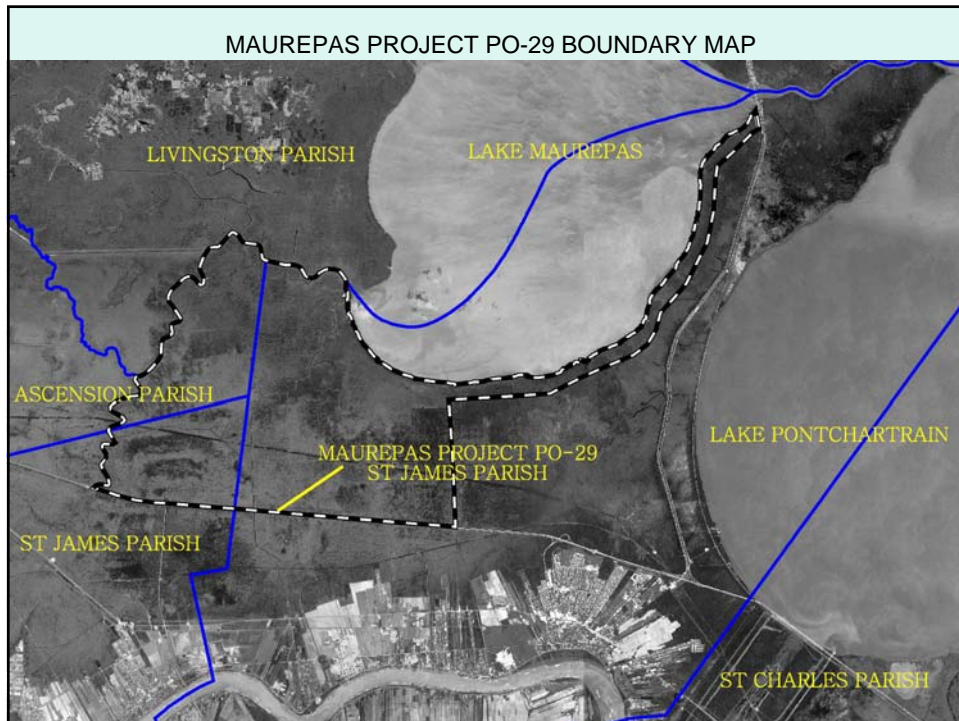 MAUREPAS PROJECT PO-29 BOUNDARY MAP
LIVINGSTON PARISH
LAKE MAUREPAS
ASCENSION PARISH
LAKE PONTCHARTRAIN
MAUREPAS PROJECT PO-29
ST JAMES PARISH
ST JAMES PARISH
ST CHARLES PARISH